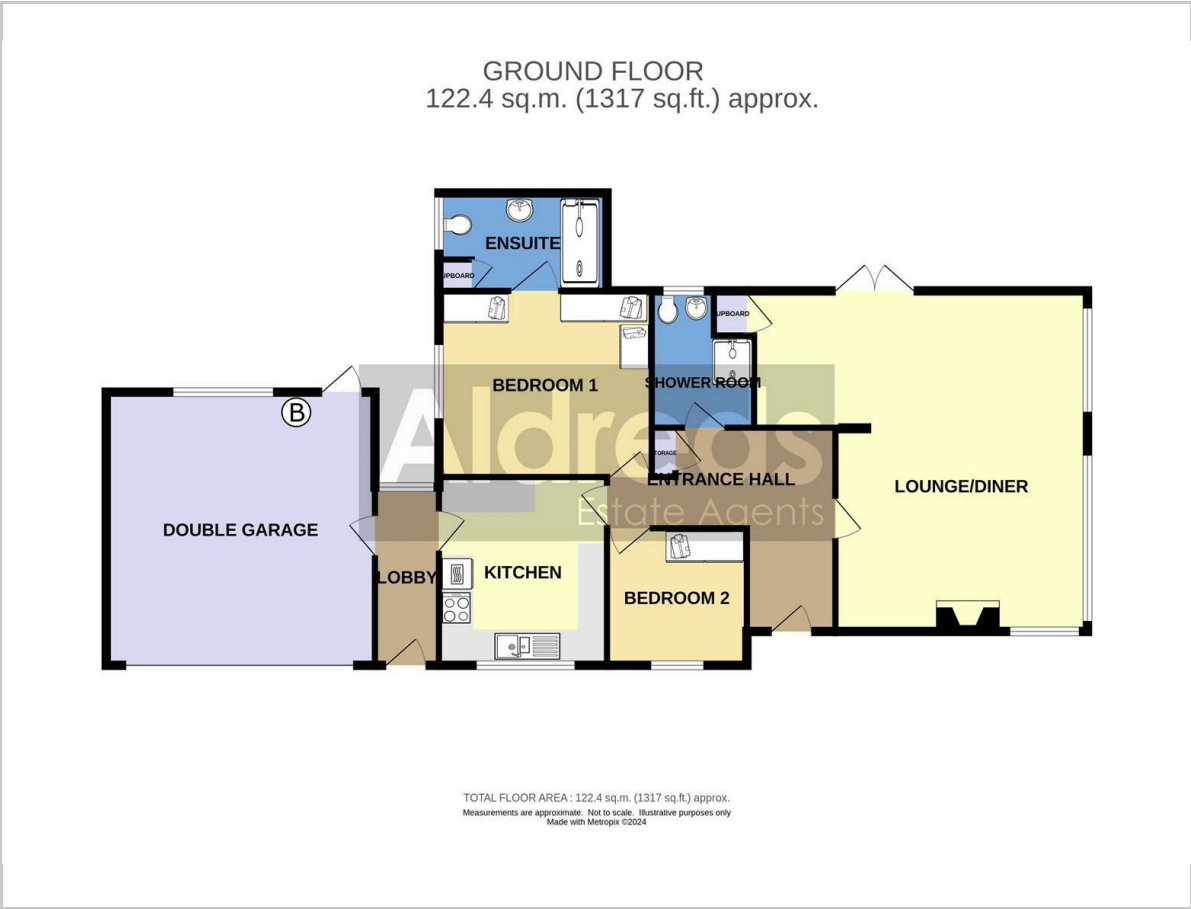 GROUND FLOOR
122.4 sq.m. (1317 sq.ft.) approx.
ENSUITE
UPBOARD
UPBOARD
BEDROOM 1
SHOWER ROOM
B
Aldreds
TORAGE
ENTRANCE HALL
LOUNGE/DINER
Estate Agents
DOUBLE GARAGE
LOBBY
KITCHEN
BEDROOM 2
TOTAL FLOOR AREA : 122.4 sq.m. (1317 sq.ft.) approx.
Measurements are approximate. Not to scale. Illustrative purposes only
Made with Metropix ©2024